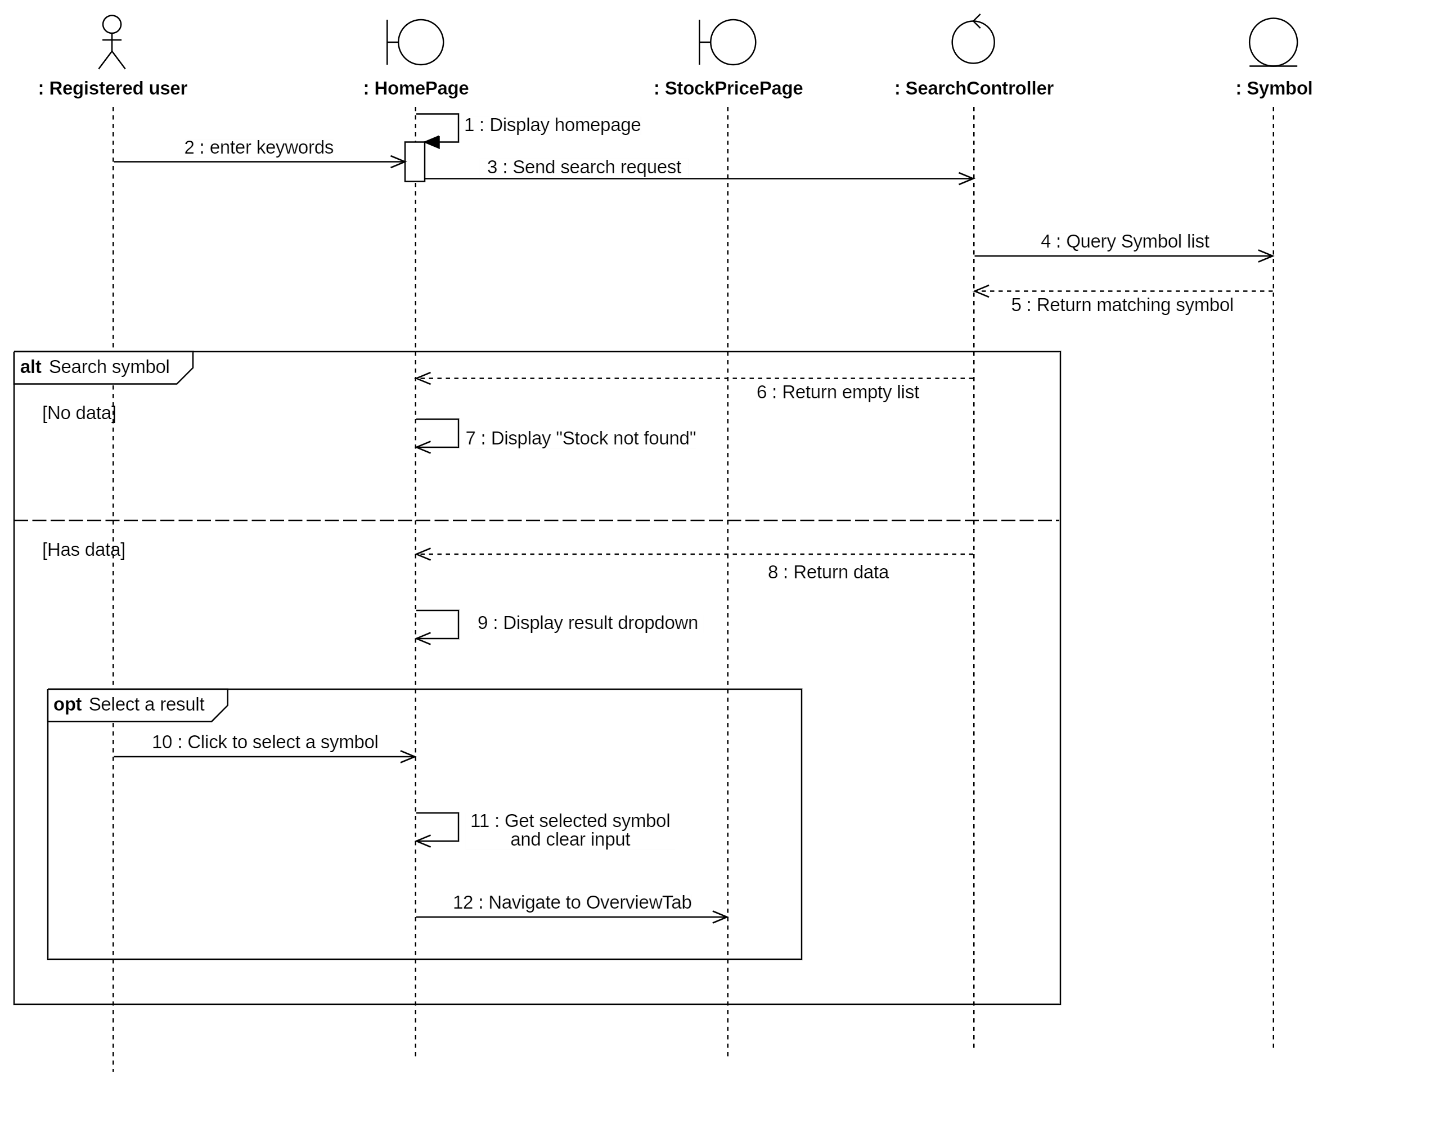 : Registered user
: HomePage
: StockPricePage
: SearchController
: Symbol
1 : Display homepage
2 : enter keywords
3 : Send search request
4 : Query Symbol list
5 : Return matching symbol
alt Search symbol
6 : Return empty list
[No data]
7 : Display "Stock not found"
[Has data]
8 : Return data
9 : Display result dropdown
opt Select a result
10 : Click to select a symbol
11 : Get selected symbol
and clear input
12 : Navigate to OverviewTab